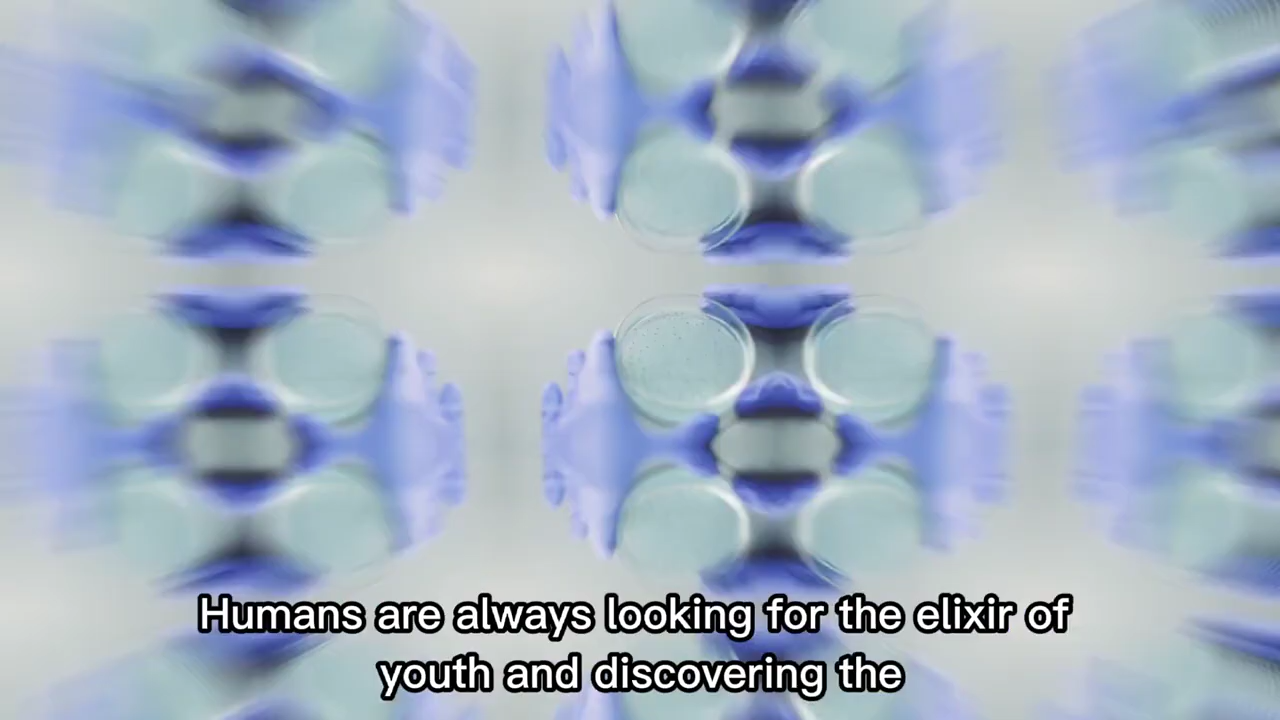 Humans are always looking for the elixir of
youth and discovering the